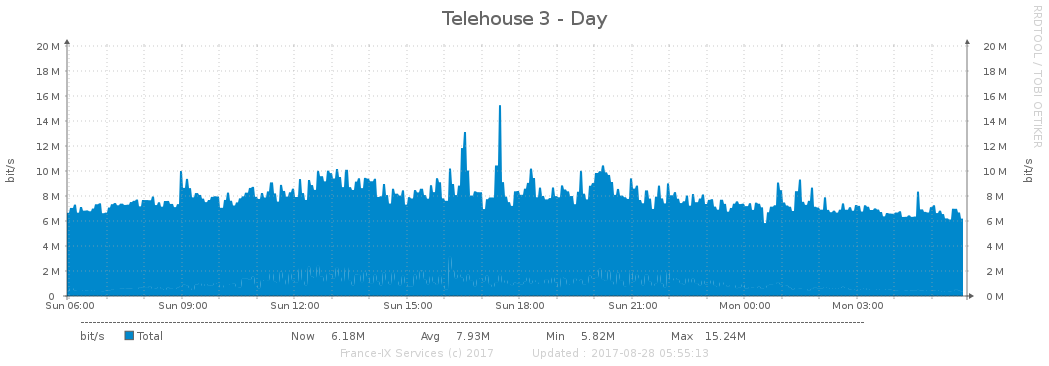 Telehouse 3 - Day
RRDTOOL / TOBI OETIKER
bit/s
bit/s
20 M 20 M
18 M 18 M
16 M 16 M
14 M 14 M
12 M 12 M
10 M 10 M
8 M 8 M
6 M 6 M
4 M 4 M
2 M 2 M
0 0 M
Sun 06:00 Sun 09:00 Sun 12:00 Sun 15:00 Sun 18:00 Sun 21:00 Mon 00:00 Mon 03:00
bit/s Total Now 6.18M Avg 7.93M Min 5.82M Max 15.24M
France-IX Services (c) 2017 Updated : 2017-08-28 05:55:13